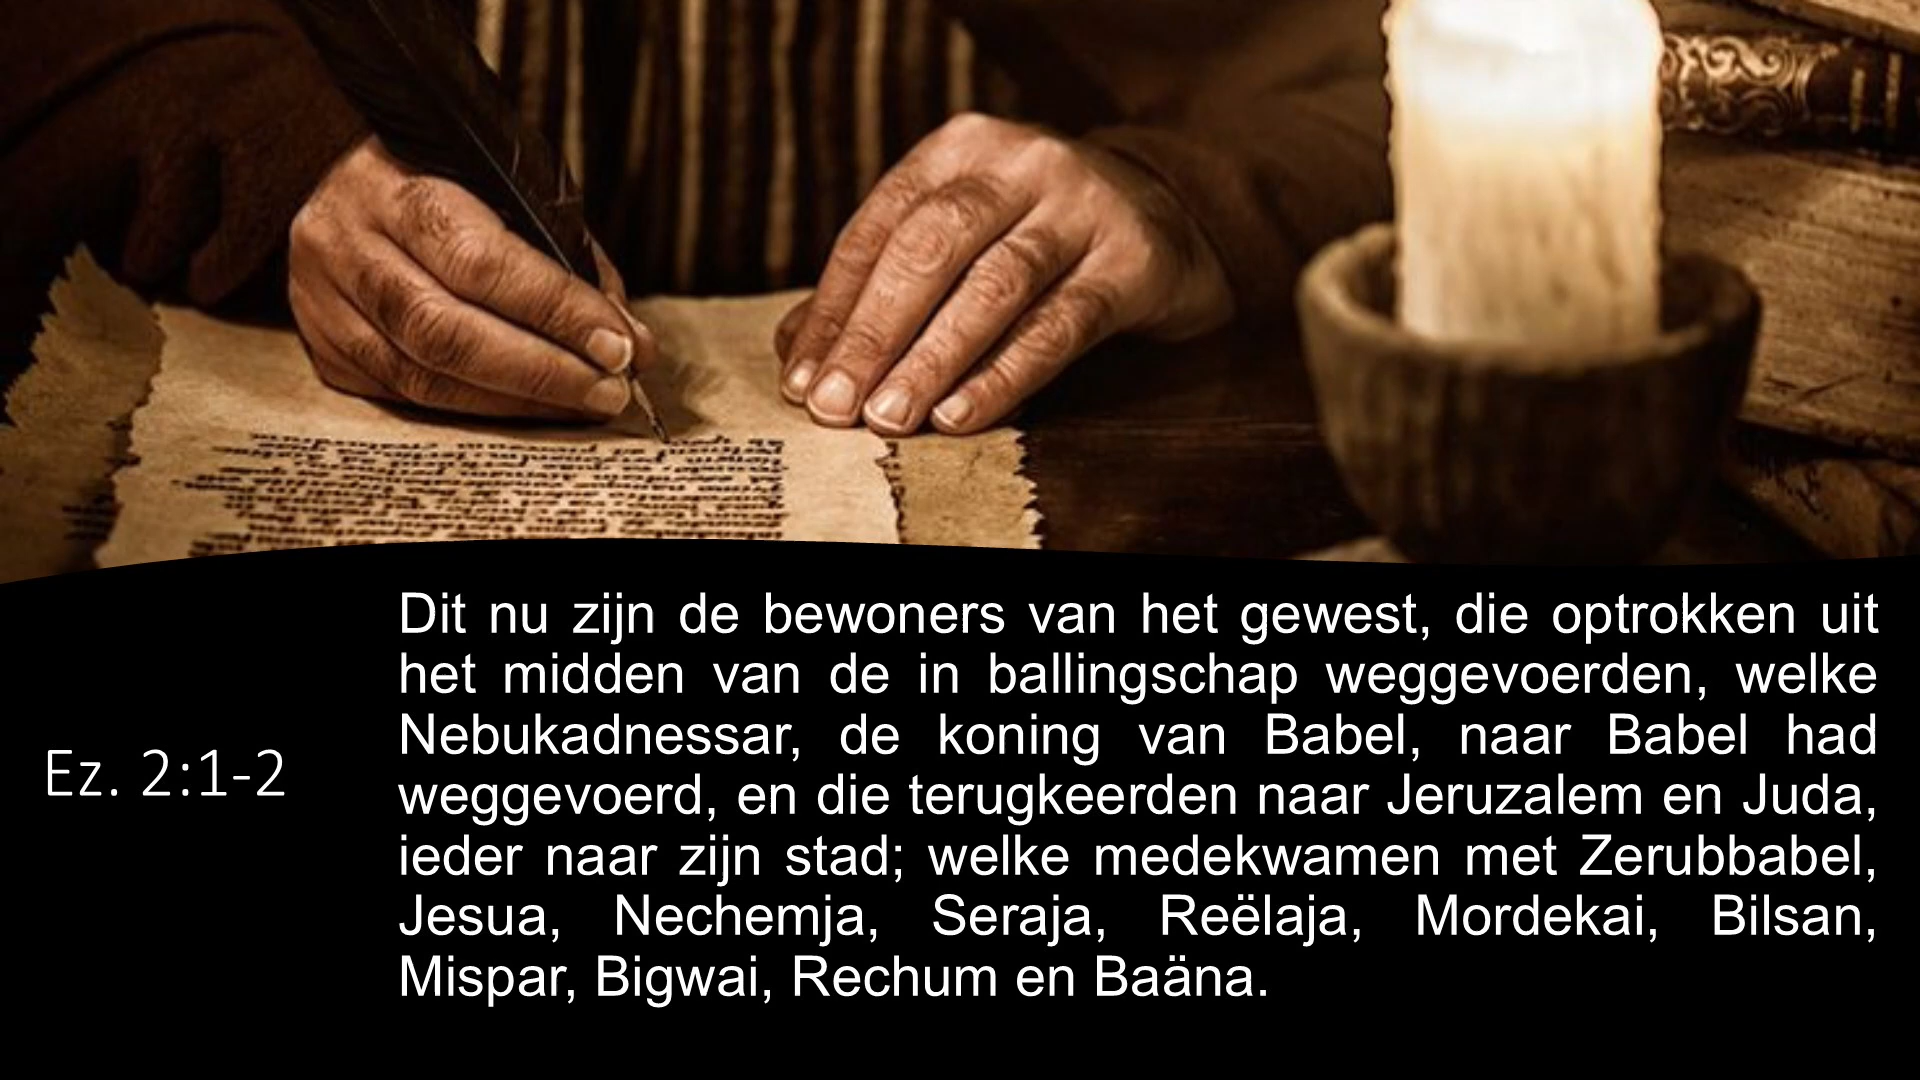 Ez. 2:1-2
Dit nu zijn de bewoners van het gewest, die optrokken uit
het midden van de in ballingschap weggevoerden, welke
Nebukadnessar, de koning van Babel, naar Babel had
weggevoerd, en die terugkeerden naar Jeruzalem en Juda,
ieder naar zijn stad; welke medekwamen met Zerubbabel,
Jesua, Nechemja, Seraja, Reëlaja, Mordekai, Bilsan,
Mispar, Bigwai, Rechum en Baäna.